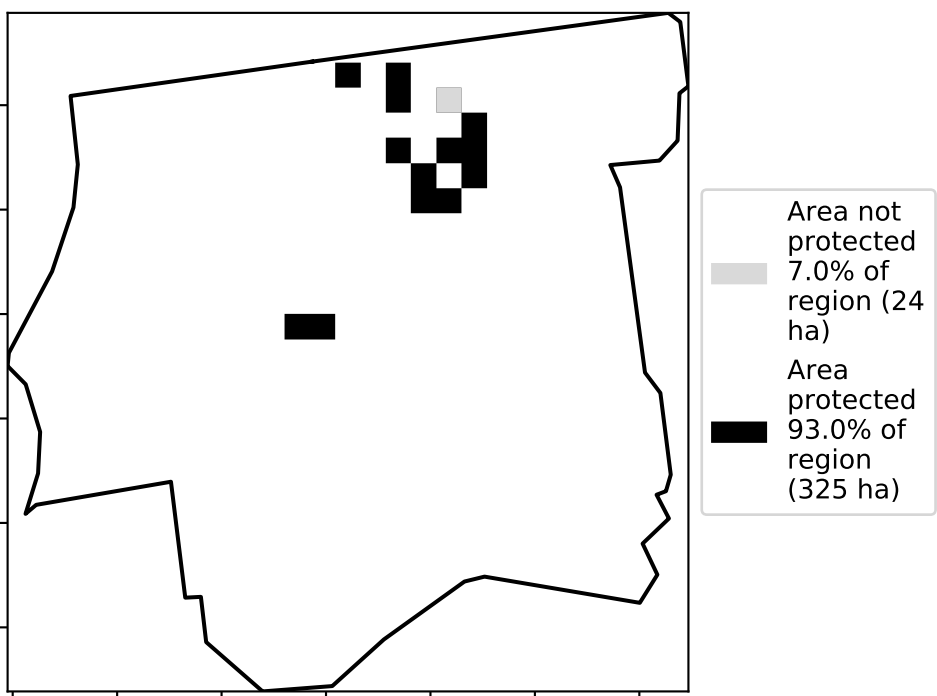 Area not
protected
7.0% of
region (24
ha)
Area
protected
93.0% of
region
(325 ha)